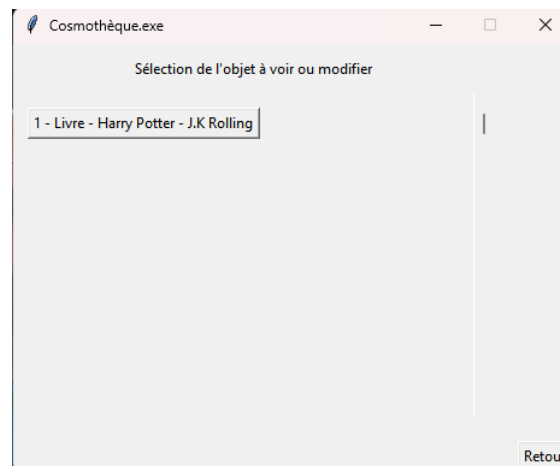 Cosmothèque.exe
Sélection de l'objet à voir ou modifier
1 - Livre - Harry Potter - J.K Rolling
Retou